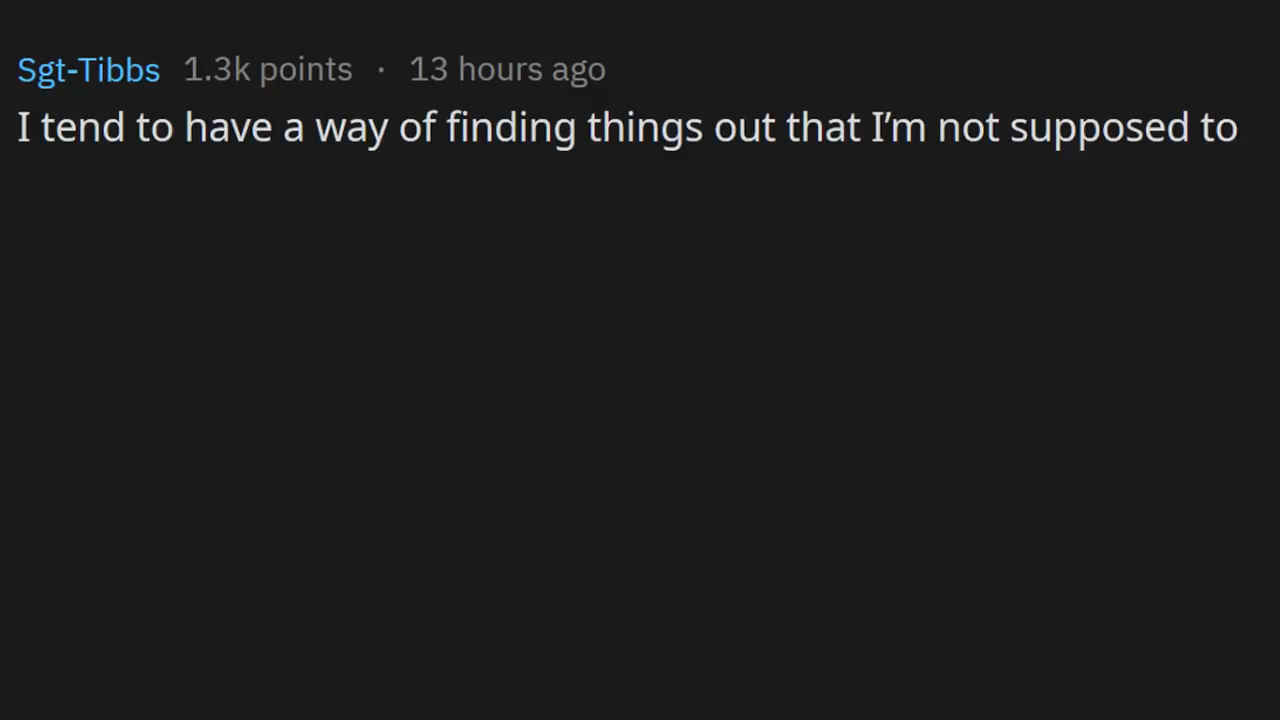 Sgt-Tibbs 1.3k points · 13 hours ago
I tend to have a way of finding things out that I’m not supposed to